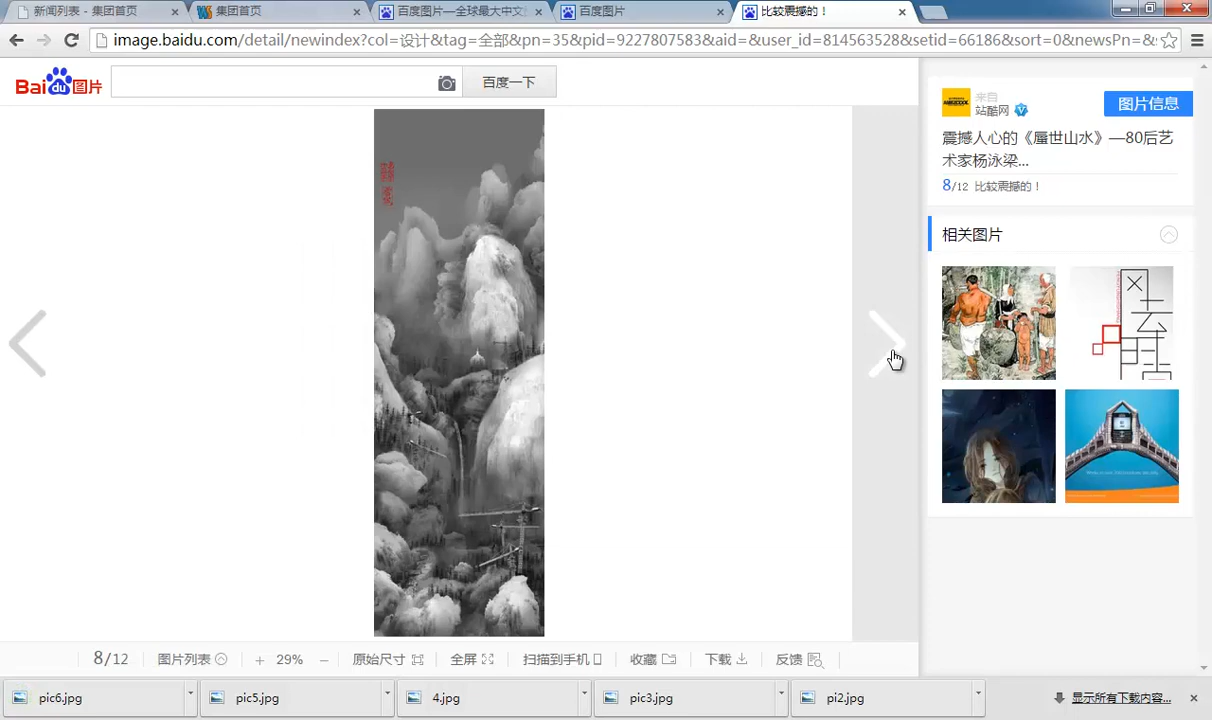 新闻列表 - 集团首页
集团首页
百度图片—全球最大中文
百度图片
比较震撼的！
image.baidu.com/detail/newindex?col=设计&tag=全部&pn=35&pid=9227807583&aid=&user_id=814563528&setid=66186&sort=0&newsPn=&
Bai du 图片
百度一下
来自
站酷网
图片信息
震撼人心的《蜃世山水》—80后艺
术家杨泳梁...
8/12 比较震撼的！
相关图片
8/12
图片列表
29%
原始尺寸
全屏
扫描到手机
收藏
下载
反馈
pic6.jpg
pic5.jpg
4.jpg
pic3.jpg
pi2.jpg
显示所有下载内容...